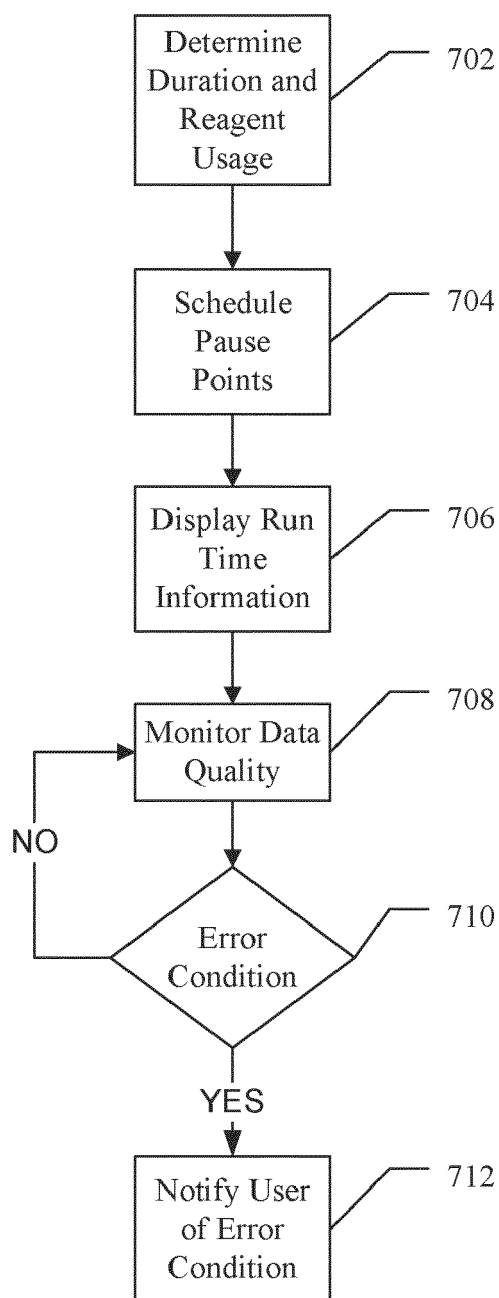 Determine
Duration and
Reagent
Usage
702
Schedule
Pause
Points
704
Display Run
Time
Information
706
Monitor Data
Quality
708
NO
Error
Condition
710
YES
Notify User
of Error
Condition
712